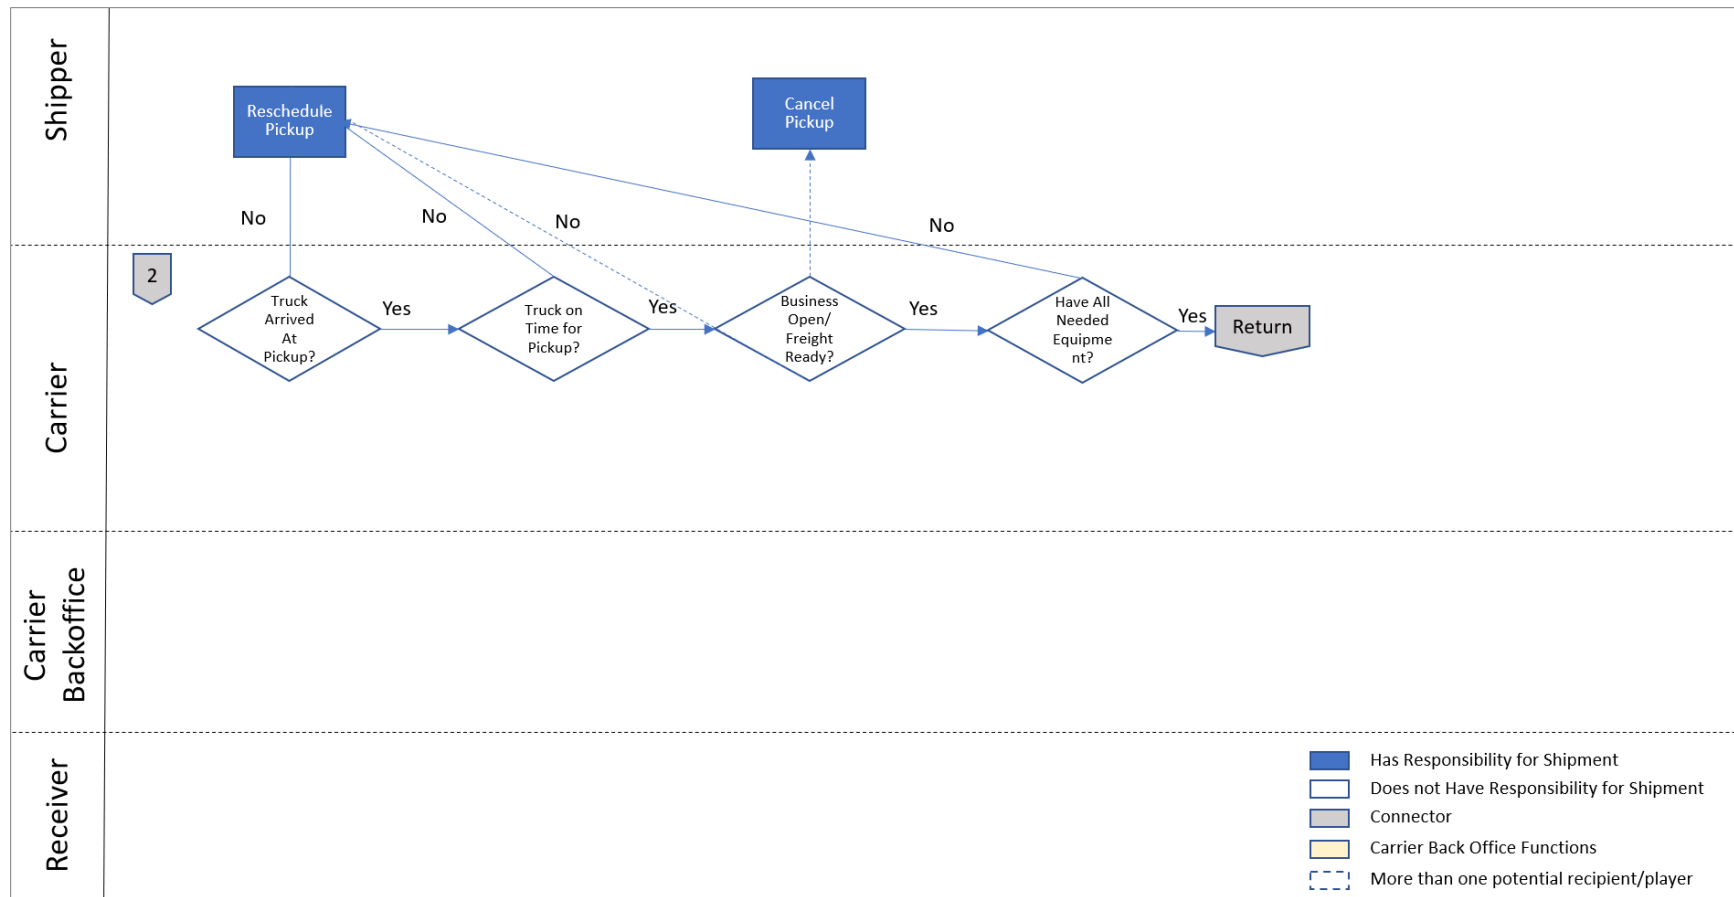 Shipper
Reschedule
Pickup
Cancel
Pickup
No
No
No
No
Carrier
2
Truck
Arrived
At
Pickup?
Yes
Truck on
Time for
Pickup?
Yes
Business
Open/
Freight
Ready?
Yes
Have All
Needed
Equipme
nt?
Yes
Return
Carrier
Backoffice
Receiver
Has Responsibility for Shipment
Does not Have Responsibility for Shipment
Connector
Carrier Back Office Functions
More than one potential recipient/player